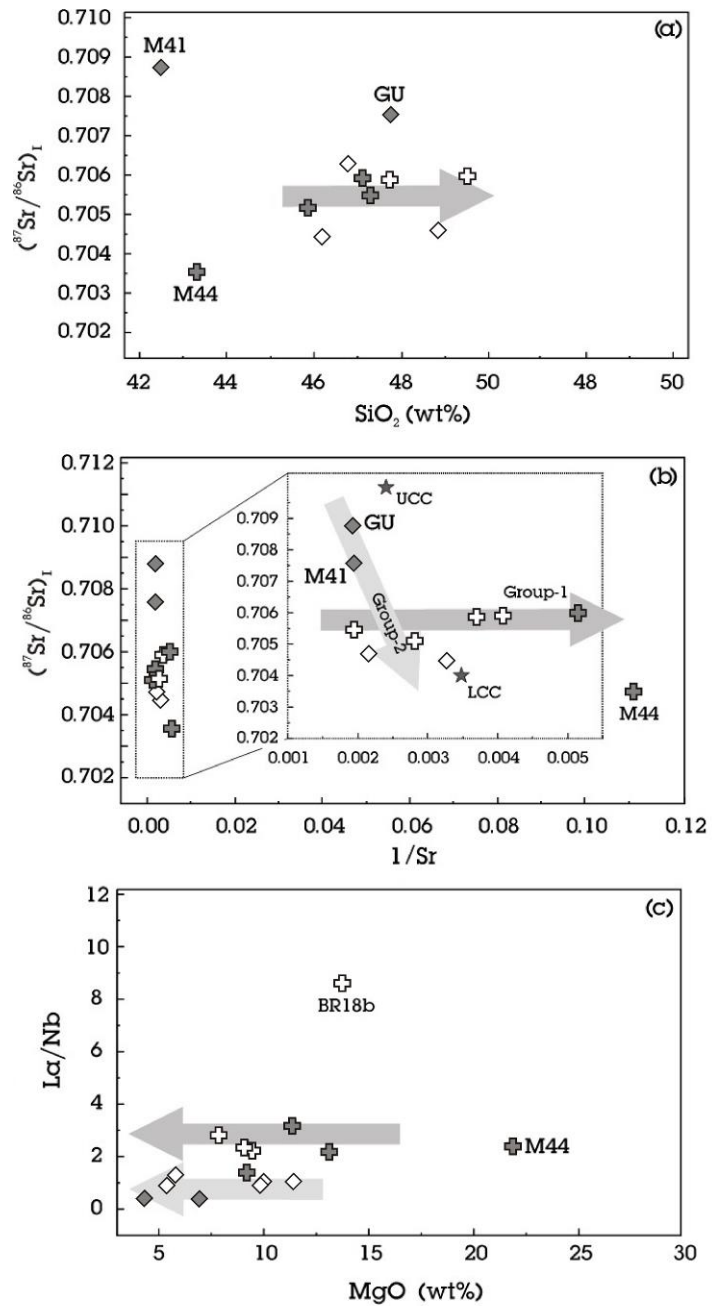 (a)
0.710
0.709
0.708
0.707
0.706
0.705
0.704
0.703
0.702
(⁸⁷Sr/⁸⁶Sr)I
M41
GU
M44
42 44 46 48 50 50
SiO₂ (wt%)
(b)
0.712
0.710
0.708
0.706
0.704
0.702
(⁸⁷Sr/⁸⁶Sr)I
0.709
0.708
0.707
0.706
0.705
0.704
0.703
0.702
UCC
GU
M41
Group-1
Group-2
LCC
M44
0.001 0.002 0.003 0.004 0.005
0.00 0.02 0.04 0.06 0.08 0.10 0.12
1/Sr
(c)
12
10
8
6
4
2
0
La/Nb
BR18b
M44
5 10 15 20 25 30
MgO (wt%)